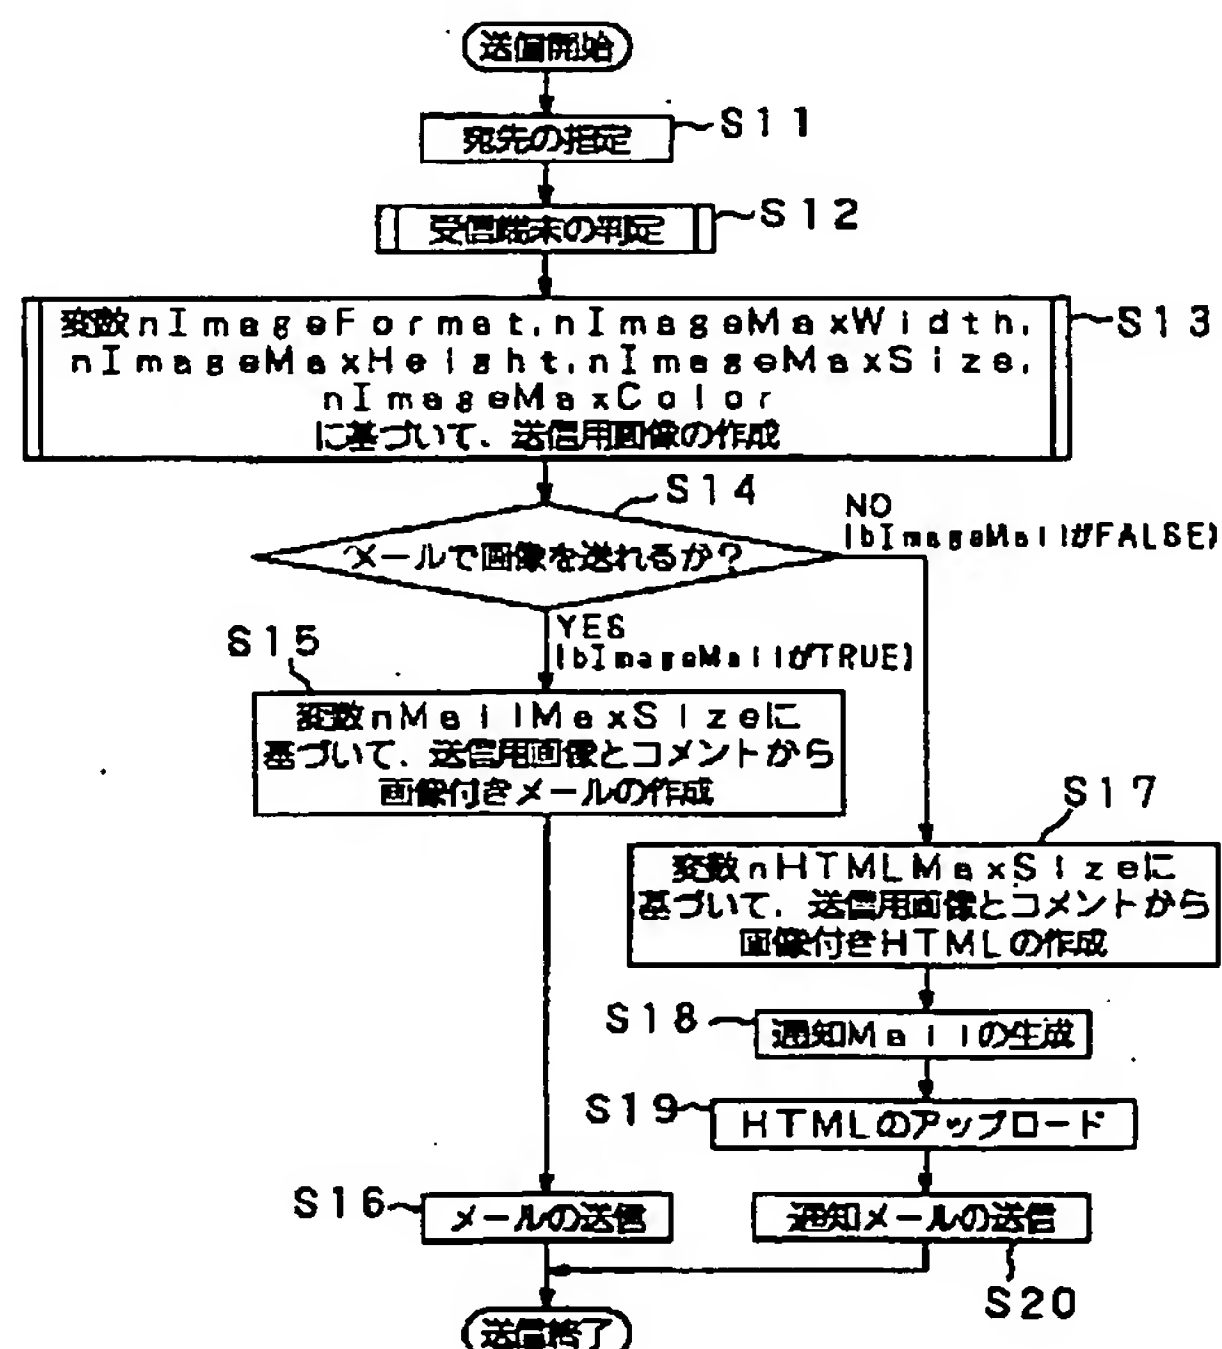 送信開始
宛先の指定
S11
受信端末の判定
S12
変数nImageFormat,nImageMaxWidth,
nImageMaxHeight,nImageMaxSize,
nImageMaxColor
に基づいて、送信用画像の作成
S13
S14
メールで画像を送れるか?
NO
(bImageMailがFALSE)
YES
(bImageMailがTRUE)
S15
変数nMailMaxSizeに
基づいて、送信用画像とコメントから
画像付きメールの作成
S17
変数nHTMLMaxSizeに
基づいて、送信用画像とコメントから
画像付きHTMLの作成
S18
通知Mailの生成
S19
HTMLのアップロード
S16
メールの送信
通知メールの送信
S20
送信終了